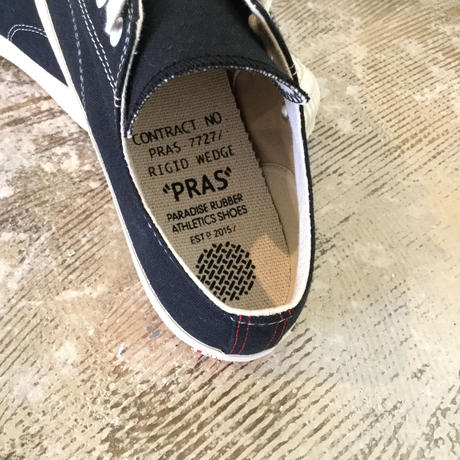 CONTRACT NO
PRAS 7727/
RIGID WEDGE
"PRAS"
PARADISE RUBBER
ATHLETICS SHOES
EST P 2015/